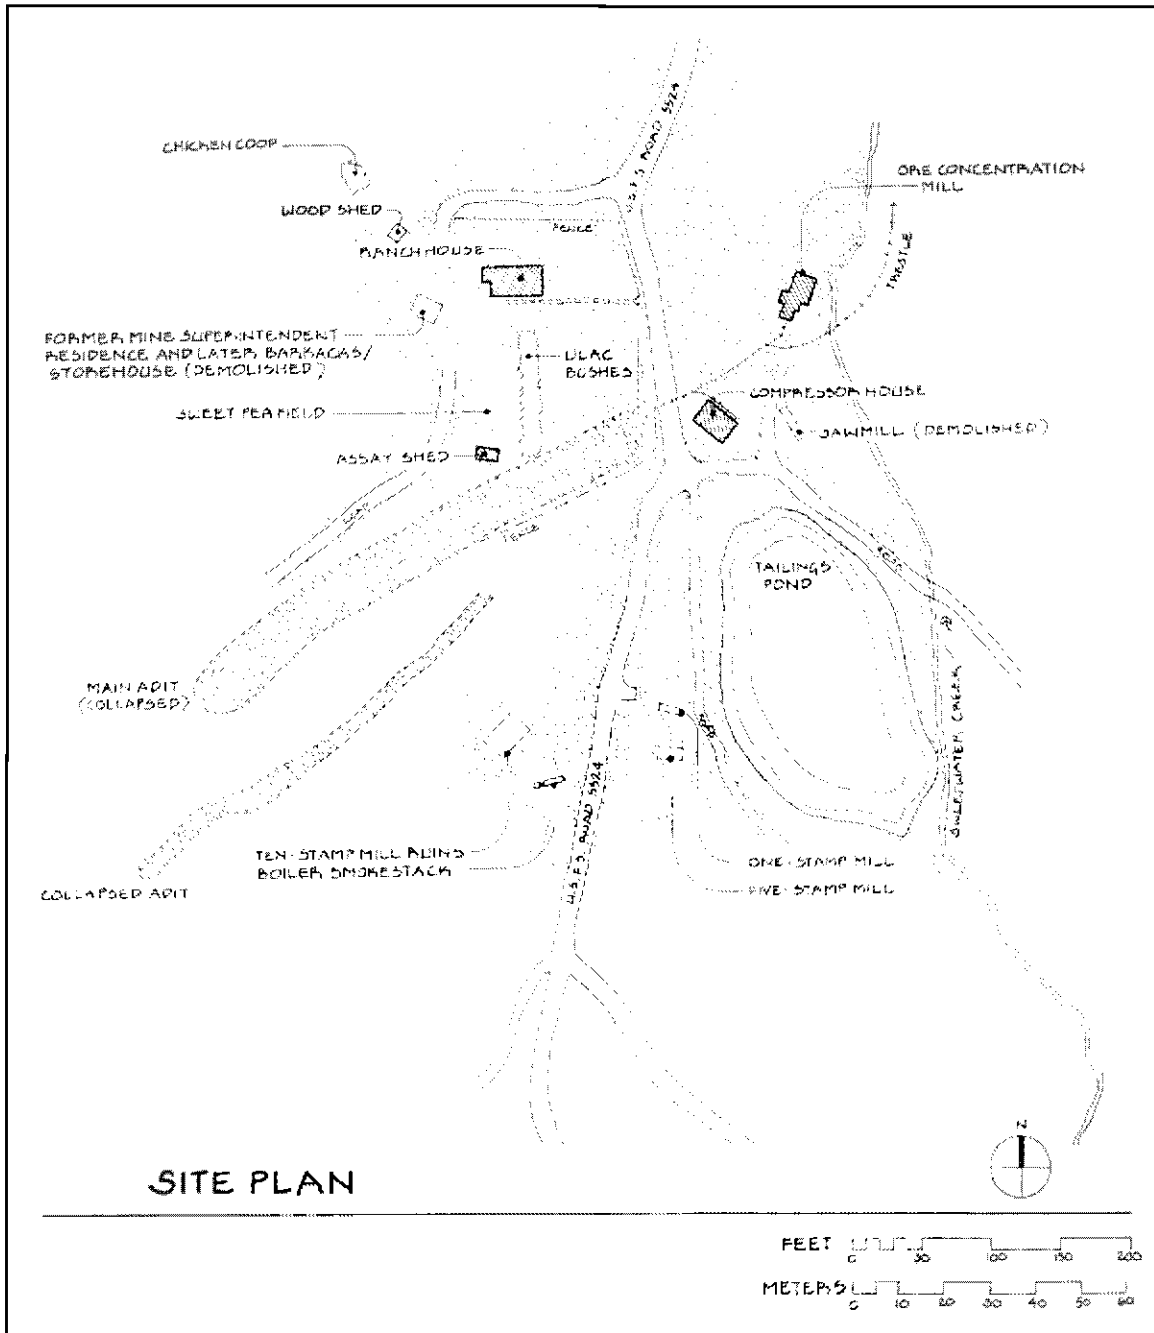 U.S.F.S ROAD 5524
CHICKEN COOP
ORE CONCENTRATION
MILL
WOOD SHED
FENCE
RANCH HOUSE
TRESTLE
FORMER MINE SUPERINTENDENT
RESIDENCE AND LATER BARRACKS/
STOREHOUSE (DEMOLISHED)
LILAC
BUSHES
COMPRESSOR HOUSE
SWEET PEA FIELD
SAWMILL (DEMOLISHED)
ASSAY SHED
ROAD
FENCE
ROAD
TAILINGS
POND
MAIN ADIT
(COLLAPSED)
SWEETWATER CREEK
U.S.F.S. ROAD 5524
TEN-STAMP MILL RUINS
BOILER SMOKESTACK
ONE-STAMP MILL
FIVE-STAMP MILL
COLLAPSED ADIT
N
SITE PLAN
FEET
0 50 100 150 200
METERS
0 10 20 30 40 50 60